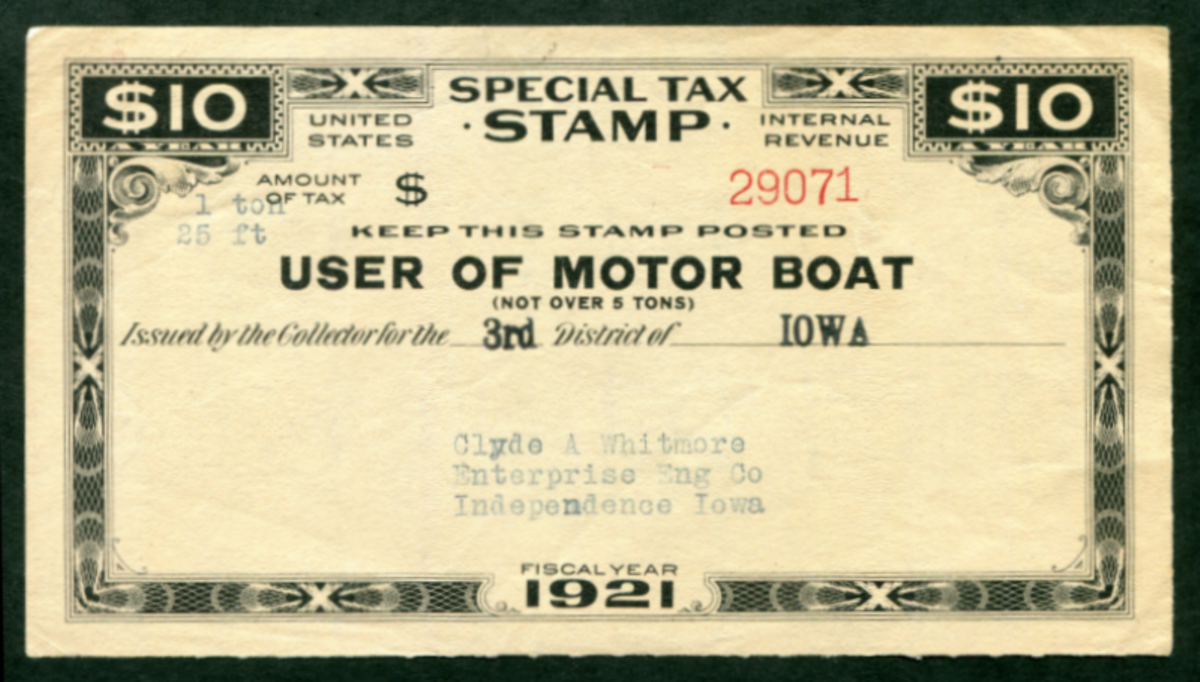 $10 SPECIAL TAX $10
UNITED STATES · STAMP · INTERNAL REVENUE
A YEAR A YEAR
AMOUNT OF TAX $ 29071
1 ton
25 ft
KEEP THIS STAMP POSTED
USER OF MOTOR BOAT
(NOT OVER 5 TONS)
Issued by the Collector for the 3rd District of IOWA
Clyde A Whitmore
Enterprise Eng Co
Independence Iowa
FISCAL YEAR
1921